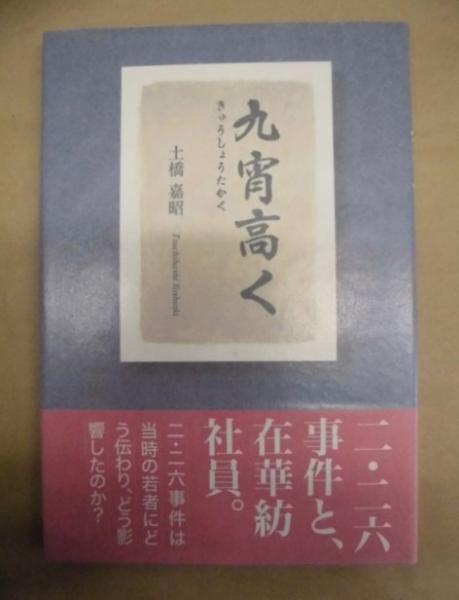 九宵高く
きゅうしょうたかく
土橋 嘉昭
Tsuchihashi Yoshiaki
二・二六
事件と、
在華紡
社員。
二・二六事件は
当時の若者にど
う伝わり、どう影
響したのか?